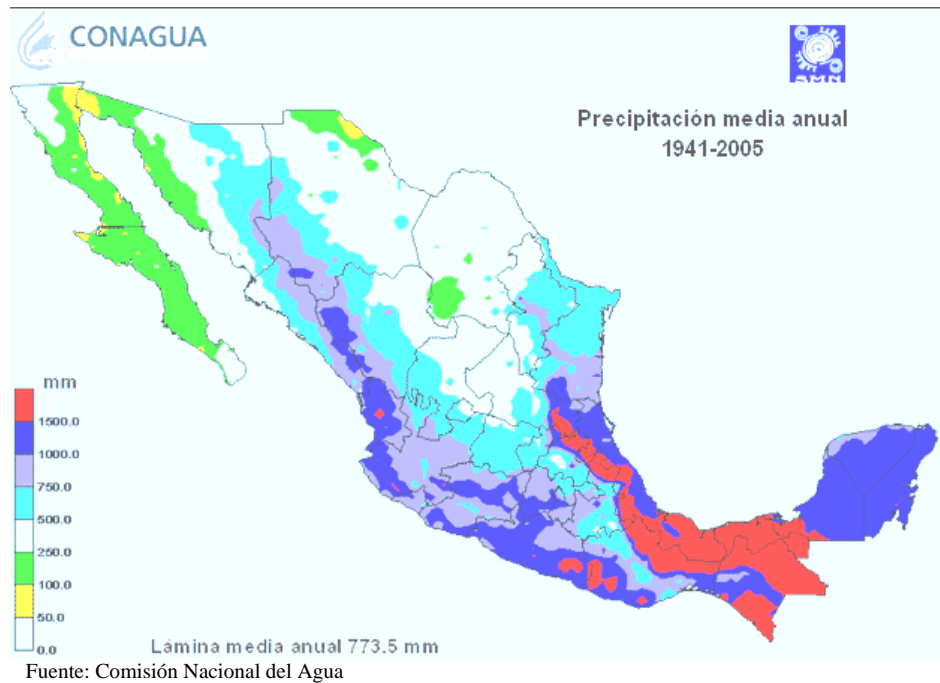 CONAGUA
SMN
Precipitación media anual
1941-2005
mm
1500.0
1000.0
750.0
500.0
250.0
100.0
50.0
0.0
Lámina media anual 773.5 mm
Fuente: Comisión Nacional del Agua